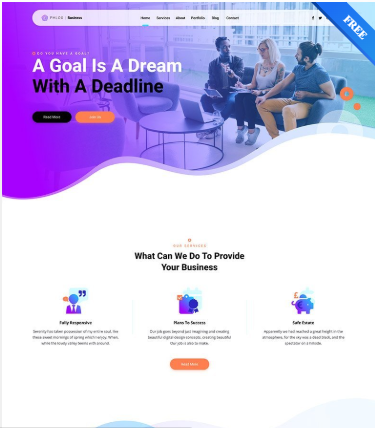 PHLOX Business
Home Services About Portfolio Blog Contact
FREE
DO YOU HAVE A GOAL?
A Goal Is A Dream
With A Deadline
Read More
OUR SERVICES
What Can We Do To Provide
Your Business
Fully Responsive
Serenity has taken possession of my entire soul, like
these sweet mornings of spring which I enjoy. When,
while the lovely valley teems with around.
Plans To Success
Our job goes beyond just imagining and creating
beautiful digital design concepts, creating beautiful
Our job is also to make.
Safe Estate
Apparently we had reached a great height in the
atmosphere, for the sky was a dead black, and the
spectator on a hillside.
Read More